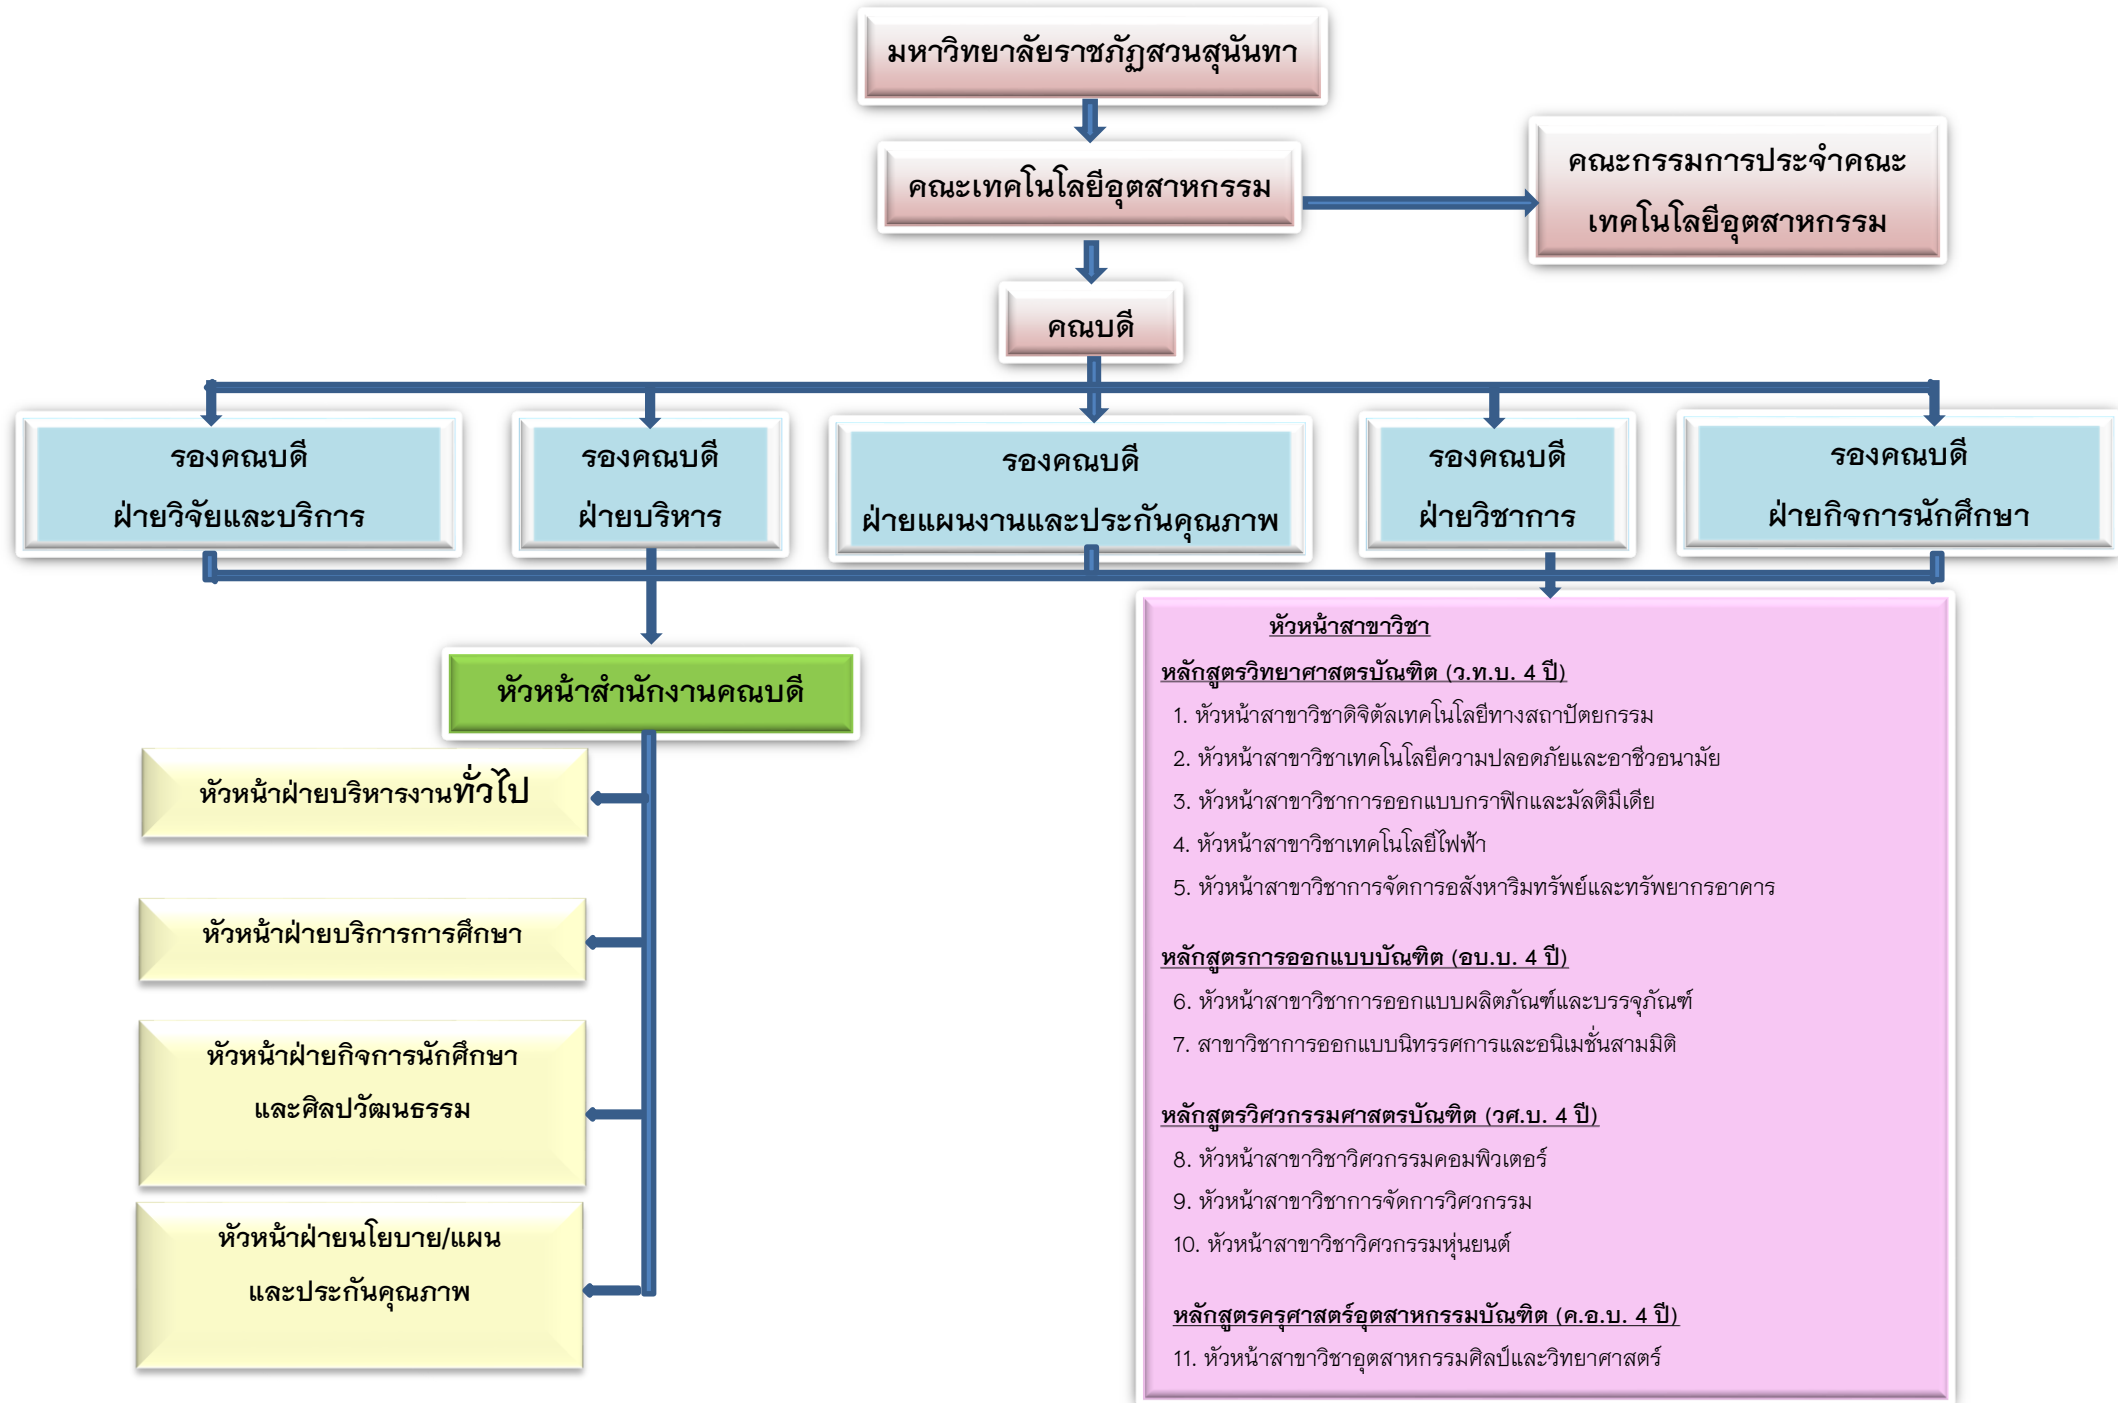 มหาวิทยาลัยราชภัฏสวนสุนันทา
คณะเทคโนโลยีอุตสาหกรรม
คณะกรรมการประจำคณะ
เทคโนโลยีอุตสาหกรรม
คณบดี
รองคณบดี
ฝ่ายวิจัยและบริการ
รองคณบดี
ฝ่ายบริหาร
รองคณบดี
ฝ่ายแผนงานและประกันคุณภาพ
รองคณบดี
ฝ่ายวิชาการ
รองคณบดี
ฝ่ายกิจการนักศึกษา
หัวหน้าสำนักงานคณบดี
หัวหน้าฝ่ายบริหารงานทั่วไป
หัวหน้าฝ่ายบริการการศึกษา
หัวหน้าฝ่ายกิจการนักศึกษา
และศิลปวัฒนธรรม
หัวหน้าฝ่ายนโยบาย/แผน
และประกันคุณภาพ
หัวหน้าสาขาวิชา
หลักสูตรวิทยาศาสตรบัณฑิต (ว.ท.บ. 4 ปี)
1. หัวหน้าสาขาวิชาดิจิตัลเทคโนโลยีทางสถาปัตยกรรม
2. หัวหน้าสาขาวิชาเทคโนโลยีความปลอดภัยและอาชีวอนามัย
3. หัวหน้าสาขาวิชาการออกแบบกราฟิกและมัลติมีเดีย
4. หัวหน้าสาขาวิชาเทคโนโลยีไฟฟ้า
5. หัวหน้าสาขาวิชาการจัดการอสังหาริมทรัพย์และทรัพยากรอาคาร
หลักสูตรการออกแบบบัณฑิต (อบ.บ. 4 ปี)
6. หัวหน้าสาขาวิชาการออกแบบผลิตภัณฑ์และบรรจุภัณฑ์
7. สาขาวิชาการออกแบบนิทรรศการและอนิเมชั่นสามมิติ
หลักสูตรวิศวกรรมศาสตรบัณฑิต (วศ.บ. 4 ปี)
8. หัวหน้าสาขาวิชาวิศวกรรมคอมพิวเตอร์
9. หัวหน้าสาขาวิชาการจัดการวิศวกรรม
10. หัวหน้าสาขาวิชาวิศวกรรมหุ่นยนต์
หลักสูตรครุศาสตร์อุตสาหกรรมบัณฑิต (ค.อ.บ. 4 ปี)
11. หัวหน้าสาขาวิชาอุตสาหกรรมศิลป์และวิทยาศาสตร์